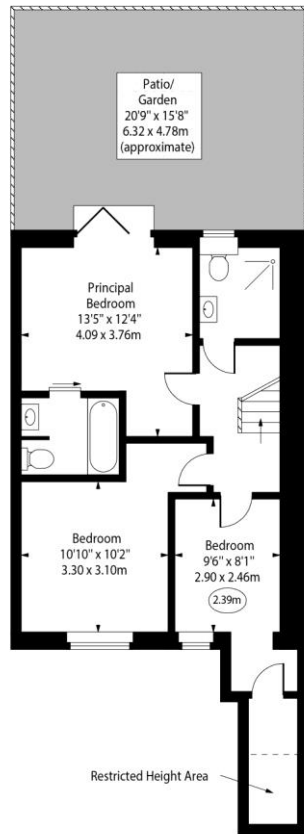 Patio/
Garden
20'9" x 15'8"
6.32 x 4.78m
(approximate)
Principal
Bedroom
13'5" x 12'4"
4.09 x 3.76m
Bedroom
10'10" x 10'2"
3.30 x 3.10m
Bedroom
9'6" x 8'1"
2.90 x 2.46m
2.39m
Restricted Height Area